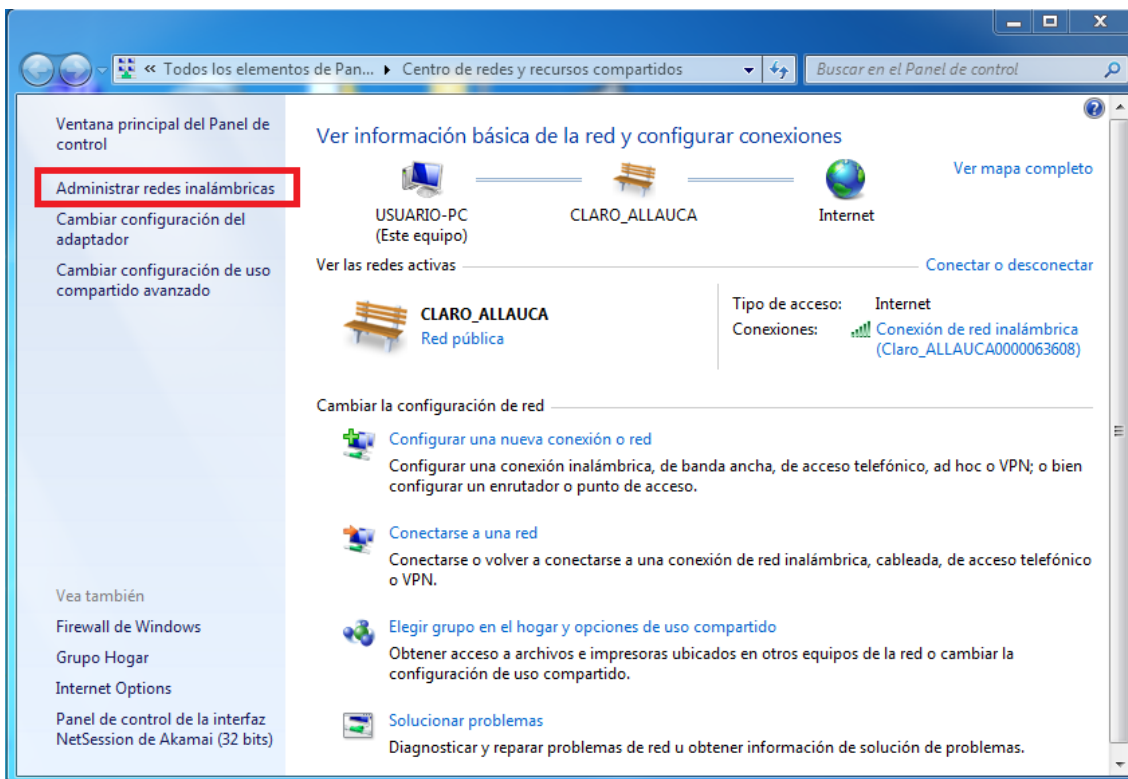 « Todos los elementos de Pan... Centro de redes y recursos compartidos
Buscar en el Panel de control
Ventana principal del Panel de
control
Administrar redes inalámbricas
Cambiar configuración del
adaptador
Cambiar configuración de uso
compartido avanzado
Vea también
Firewall de Windows
Grupo Hogar
Internet Options
Panel de control de la interfaz
NetSession de Akamai (32 bits)
Ver información básica de la red y configurar conexiones
Ver mapa completo
USUARIO-PC
(Este equipo)
CLARO_ALLAUCA
Internet
Ver las redes activas
Conectar o desconectar
CLARO_ALLAUCA
Red pública
Tipo de acceso: Internet
Conexiones: Conexión de red inalámbrica
(Claro_ALLAUCA0000063608)
Cambiar la configuración de red
Configurar una nueva conexión o red
Configurar una conexión inalámbrica, de banda ancha, de acceso telefónico, ad hoc o VPN; o bien
configurar un enrutador o punto de acceso.
Conectarse a una red
Conectarse o volver a conectarse a una conexión de red inalámbrica, cableada, de acceso telefónico
o VPN.
Elegir grupo en el hogar y opciones de uso compartido
Obtener acceso a archivos e impresoras ubicados en otros equipos de la red o cambiar la
configuración de uso compartido.
Solucionar problemas
Diagnosticar y reparar problemas de red u obtener información de solución de problemas.